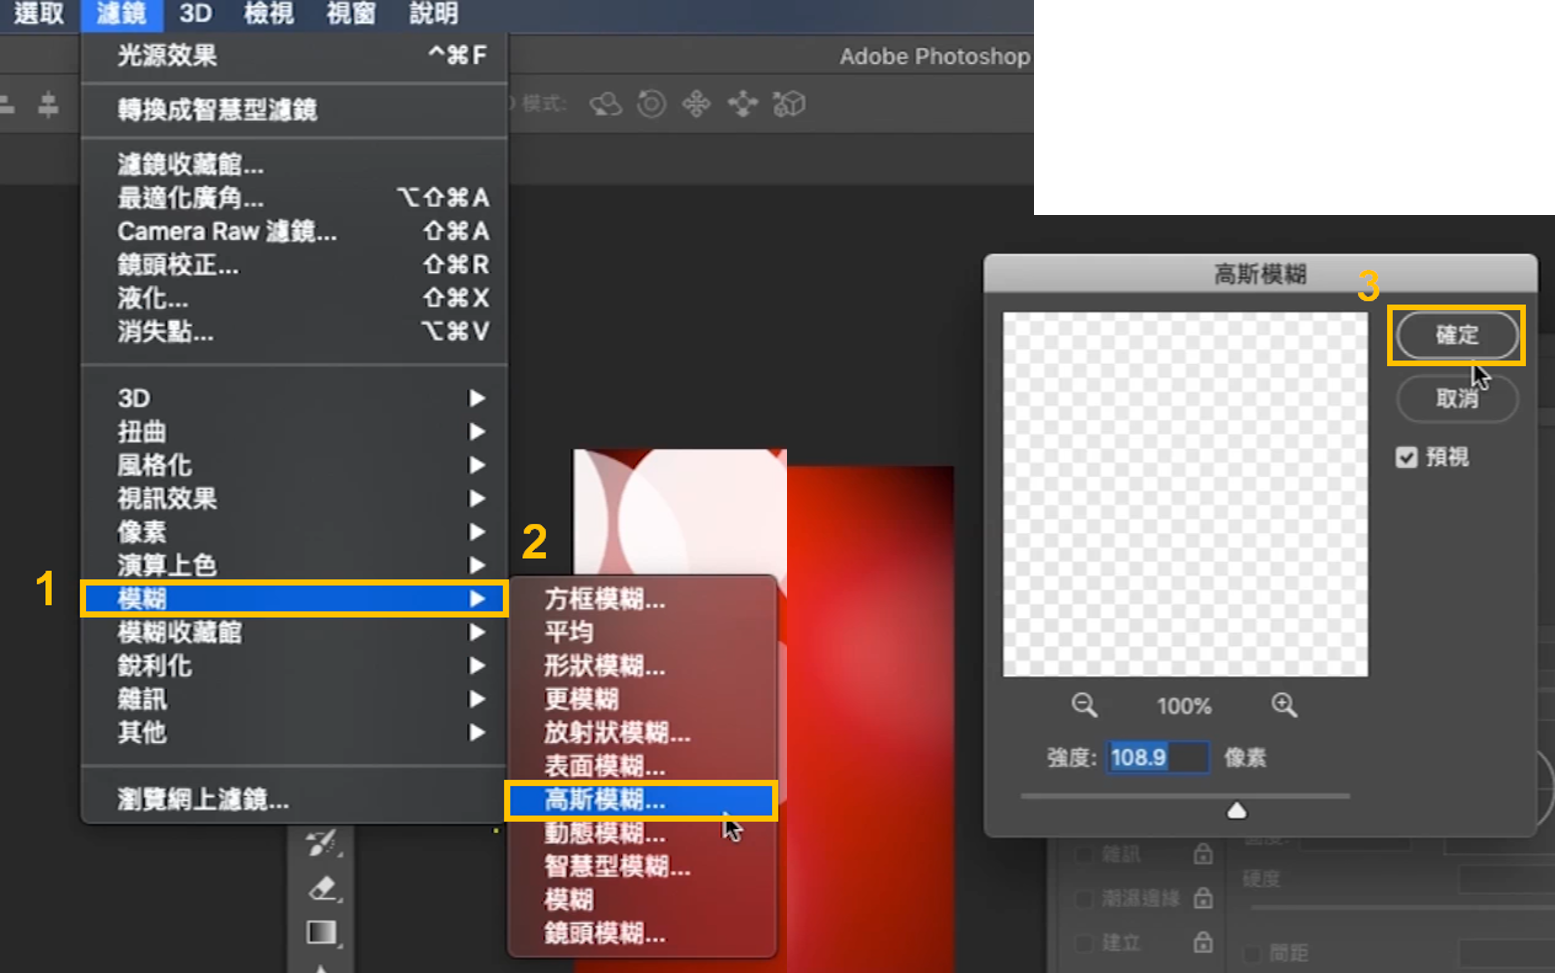 選取 濾鏡 3D 檢視 視窗 說明
Adobe Photoshop
模式:
光源效果 ^⌘F
轉換成智慧型濾鏡
濾鏡收藏館...
最適化廣角... ⌥⇧⌘A
Camera Raw 濾鏡... ⇧⌘A
鏡頭校正... ⇧⌘R
液化... ⇧⌘X
消失點... ⌥⌘V
3D ▶
扭曲 ▶
風格化 ▶
視訊效果 ▶
像素 ▶
演算上色 ▶
1
模糊 ▶
模糊收藏館 ▶
銳利化 ▶
雜訊 ▶
其他 ▶
瀏覽網上濾鏡...
2
方框模糊...
平均
形狀模糊...
更模糊
放射狀模糊...
表面模糊...
高斯模糊...
動態模糊...
智慧型模糊...
模糊
鏡頭模糊...
高斯模糊
3
確定
取消
預視
100%
強度: 108.9 像素
雜訊
潮濕邊緣
建立
硬度
間距